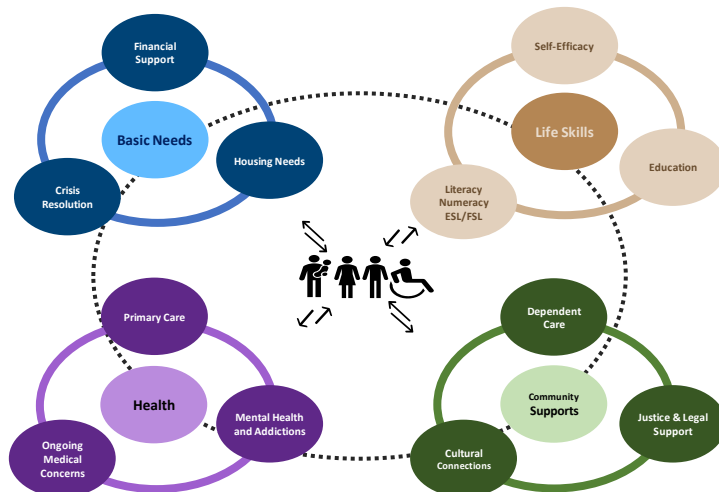 Financial
Support
Basic Needs
Housing Needs
Crisis
Resolution
Self-Efficacy
Life Skills
Education
Literacy
Numeracy
ESL/FSL
Primary Care
Health
Mental Health
and Addictions
Ongoing
Medical
Concerns
Dependent
Care
Community
Supports
Justice & Legal
Support
Cultural
Connections